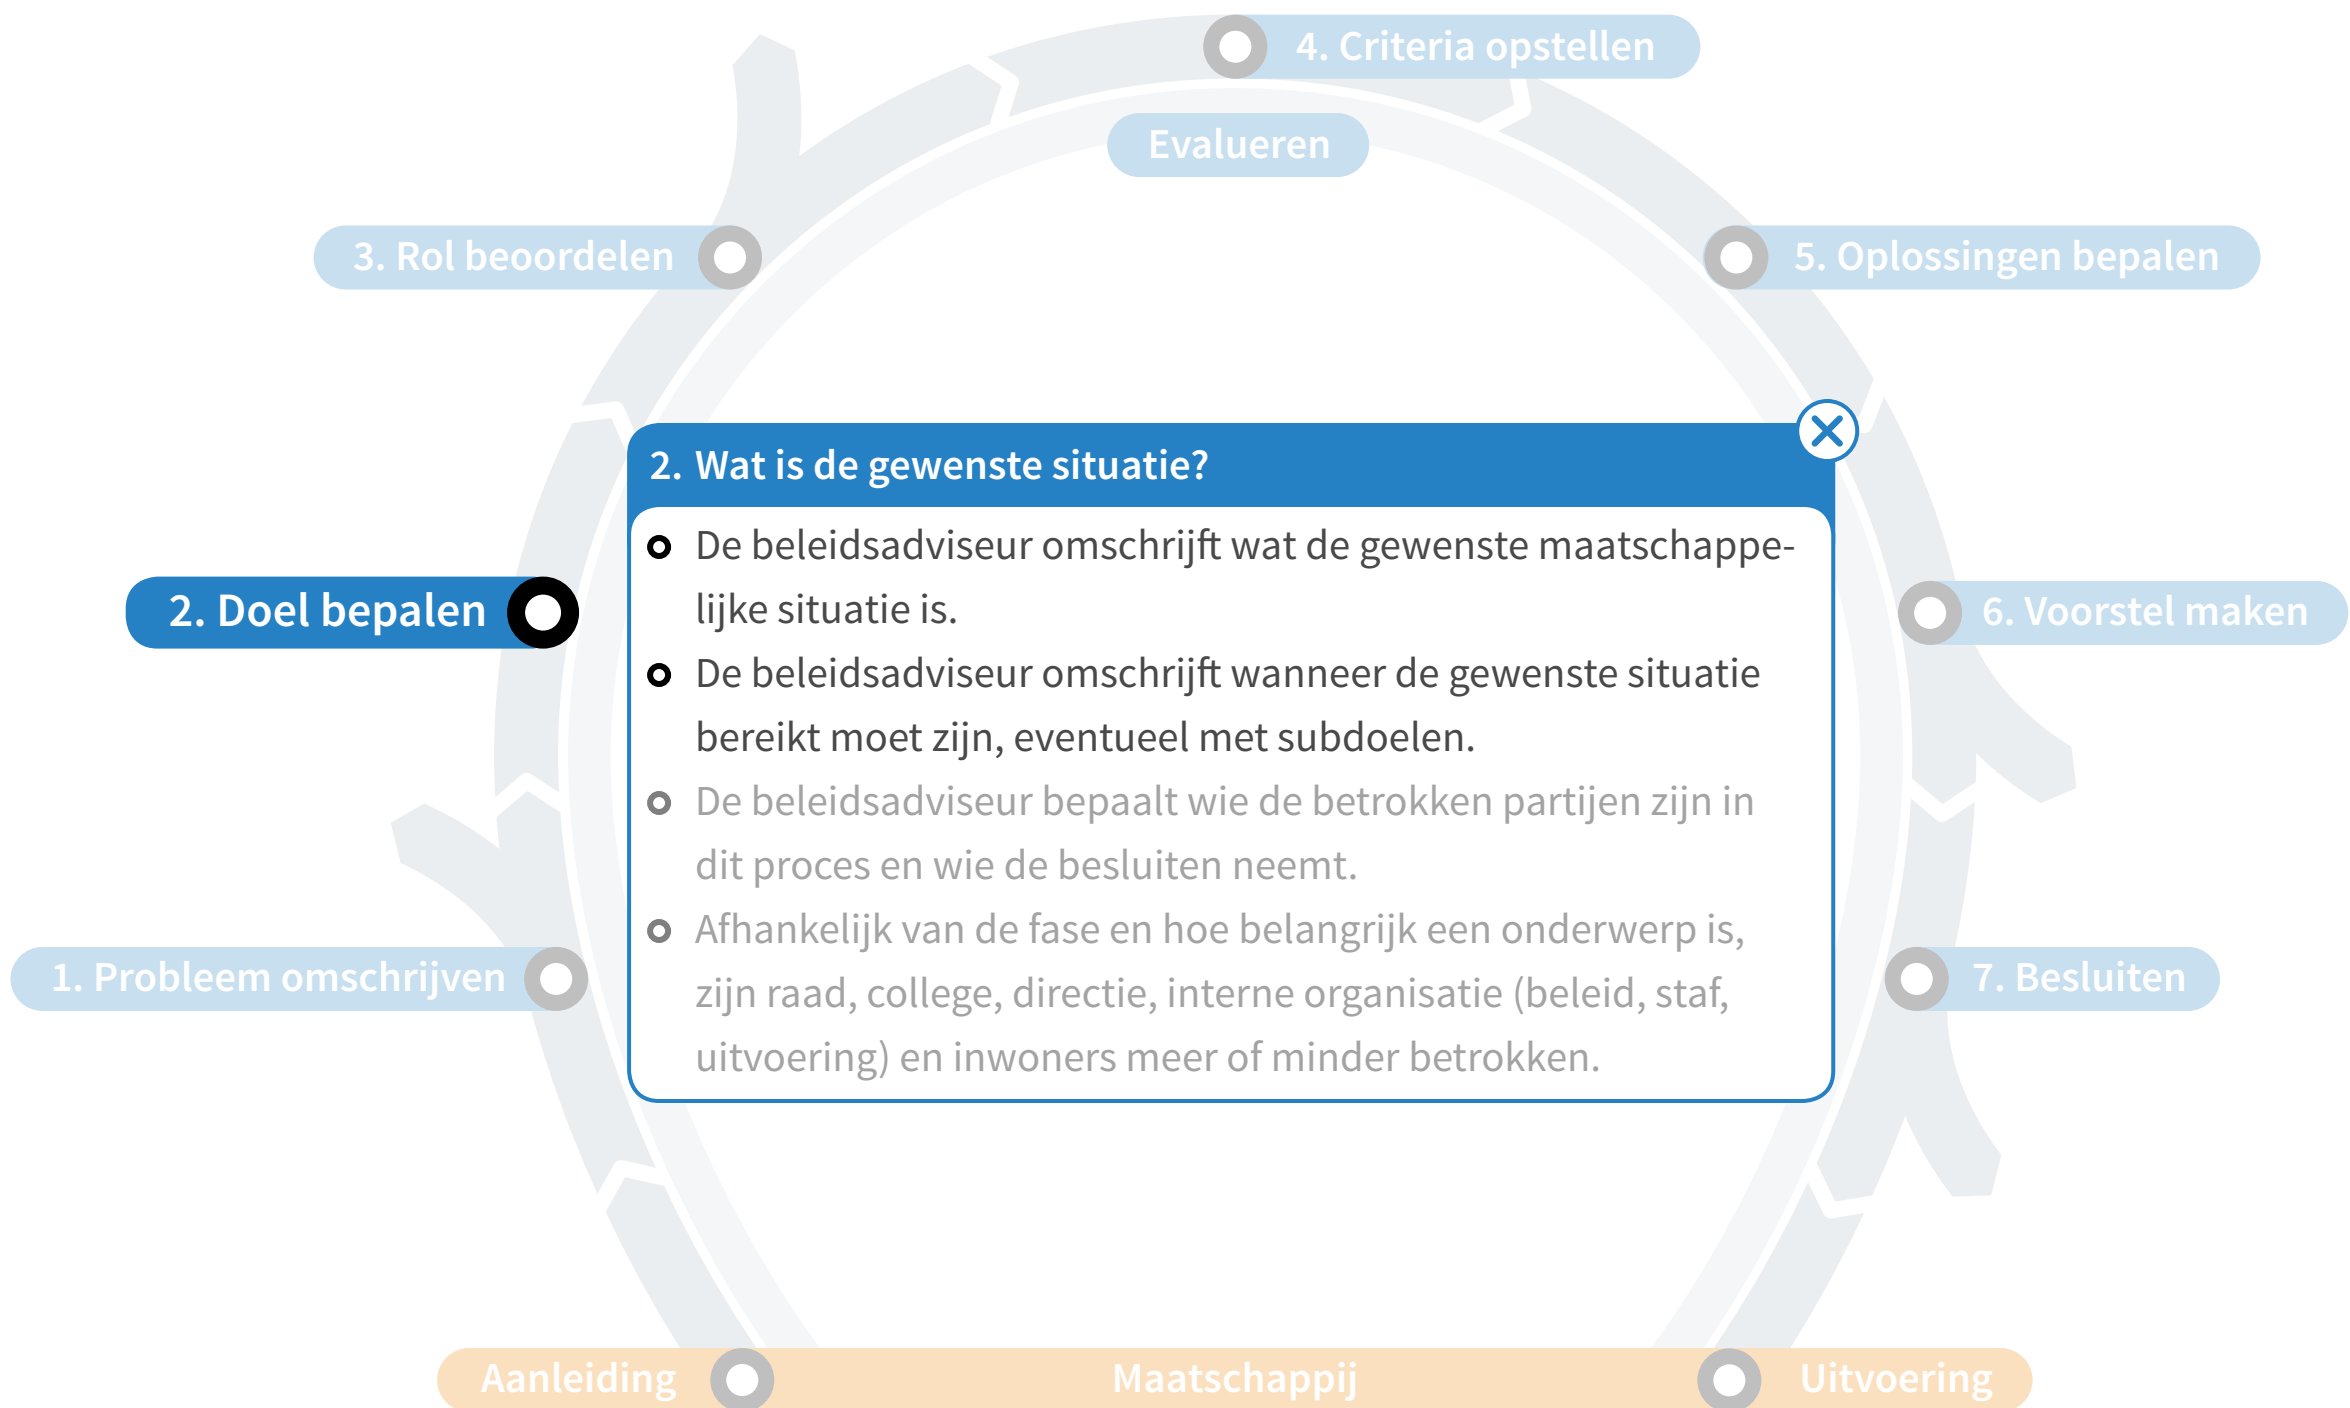 4. Criteria opstellen
Evalueren
3. Rol beoordelen
5. Oplossingen bepalen
2. Wat is de gewenste situatie?
De beleidsadviseur omschrijft wat de gewenste maatschappe-
lijke situatie is.
De beleidsadviseur omschrijft wanneer de gewenste situatie
bereikt moet zijn, eventueel met subdoelen.
De beleidsadviseur bepaalt wie de betrokken partijen zijn in
dit proces en wie de besluiten neemt.
Afhankelijk van de fase en hoe belangrijk een onderwerp is,
zijn raad, college, directie, interne organisatie (beleid, staf,
uitvoering) en inwoners meer of minder betrokken.
2. Doel bepalen
6. Voorstel maken
1. Probleem omschrijven
7. Besluiten
Aanleiding
Maatschappij
Uitvoering